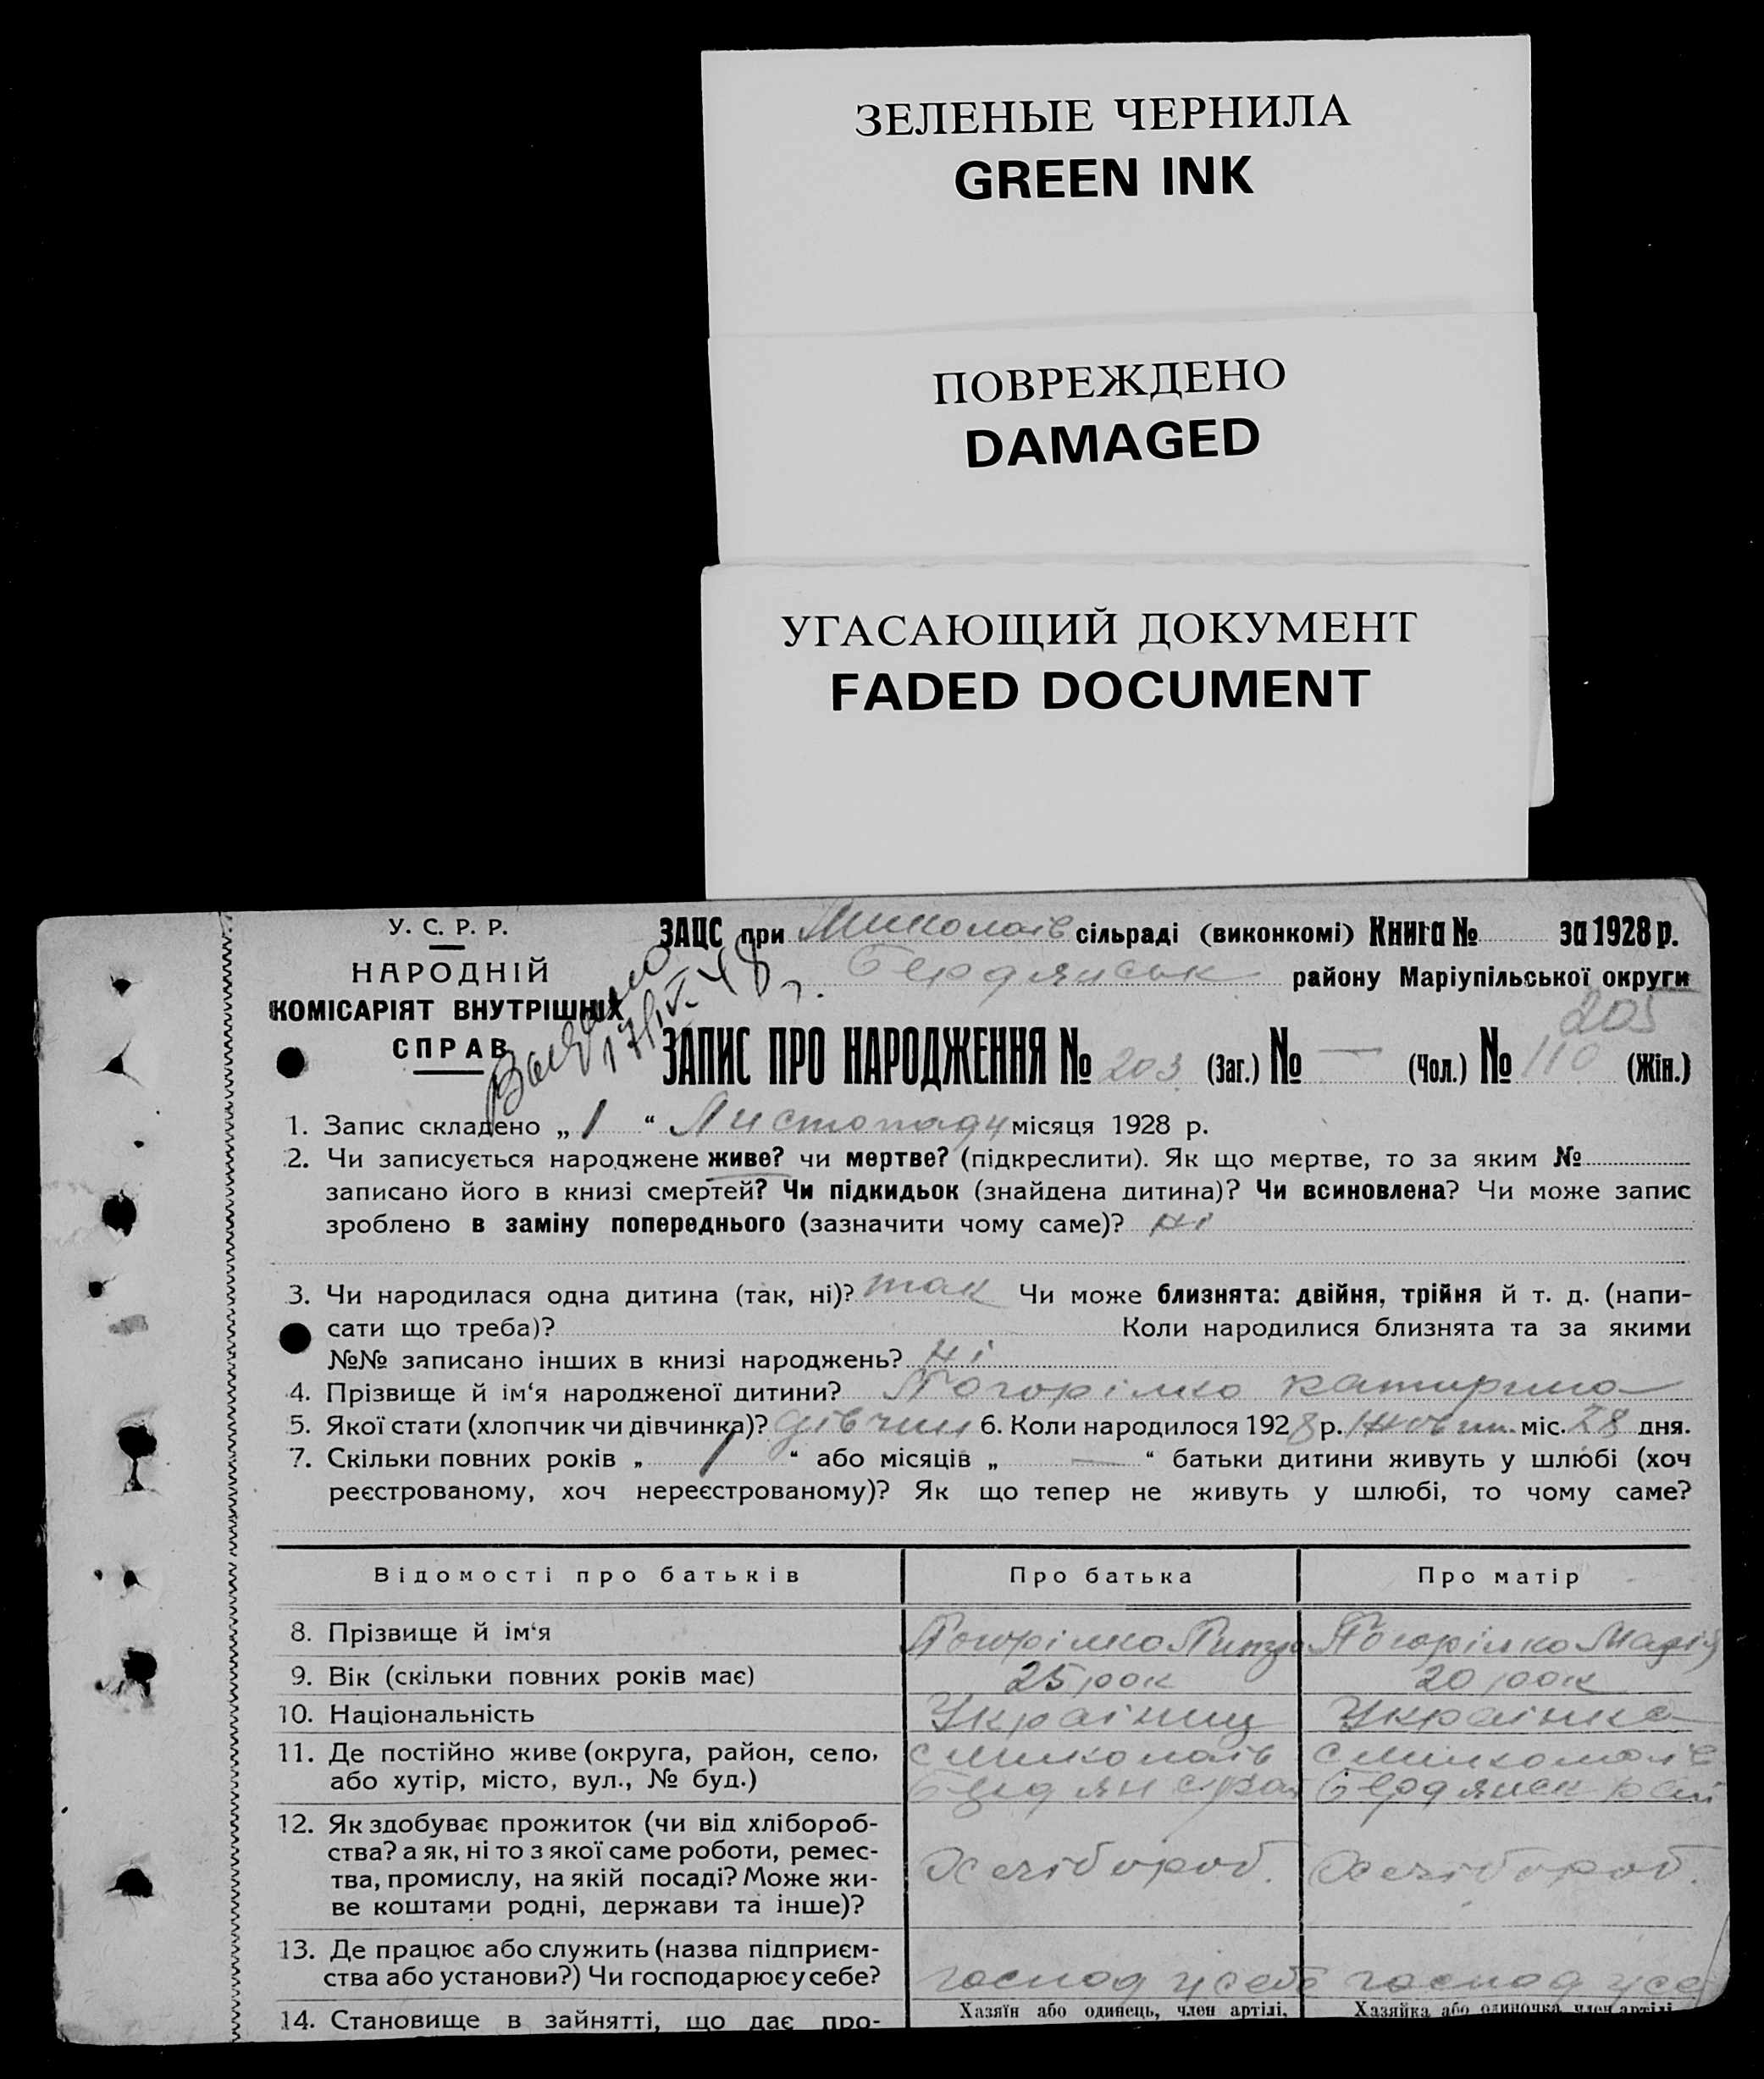 ЗЕЛЕНЫЕ ЧЕРНИЛА
GREEN INK
ПОВРЕЖДЕНО
DAMAGED
УГАСАЮЩИЙ ДОКУМЕНТ
FADED DOCUMENT
У. С. Р. Р.
НАРОДНІЙ
КОМІСАРІЯТ ВНУТРІШНІХ
СПРАВ
ЗАЦС при Миколаїв сільраді (виконкомі) Книга № за 1928 р.
Бердянськ району Маріупільської округи
205
ЗАПИС ПРО НАРОДЖЕННЯ № 203 (Заг.) № — (Чол.) № 110 (Жін.)
1. Запис складено „ 1 “ Листопада місяця 1928 р.
2. Чи записується народжене живе? чи мертве? (підкреслити). Як що мертве, то за яким №
записано його в книзі смертей? Чи підкидьок (знайдена дитина)? Чи всиновлена? Чи може запис
зроблено в заміну попереднього (зазначити чому саме)? ні
3. Чи народилася одна дитина (так, ні)? так Чи може близнята: двійня, трійня й т. д. (напи-
сати що треба)? Коли народилися близнята та за якими
№№ записано інших в книзі народжень? ні
4. Прізвище й ім‘я народженої дитини? Погорілко Катирина
5. Якої стати (хлопчик чи дівчинка)? дівчин 6. Коли народилося 1928 р. Жовтн. міс. 28 дня.
7. Скільки повних років „ 1 “ або місяців „ — “ батьки дитини живуть у шлюбі (хоч
реєстрованому, хоч нереєстрованому)? Як що тепер не живуть у шлюбі, то чому саме?
Відомості про батьків Про батька Про матір
8. Прізвище й ім‘я Погорілко Погорілко Марія
9. Вік (скільки повних років має) 25 рок 20 рок
10. Національність Українец Українка
11. Де постійно живе (округа, район, село, с Миколаїв с Миколаїв
або хутір, місто, вул., № буд.) Бердянск рай
12. Як здобуває прожиток (чи від хлібороб-
ства? а як, ні то з якої саме роботи, ремес-
тва, промислу, на якій посаді? Може жи- Хлібороб. Хлібороб.
ве коштами родні, держави та інше)?
13. Де працює або служить (назва підприєм-
ства або установи?) Чи господарює у себе? господ у себе господ у се
14. Становище в зайнятті, що дає про- Хазяїн або одинець, член артілі, Хазяйка або одиночка член артілі